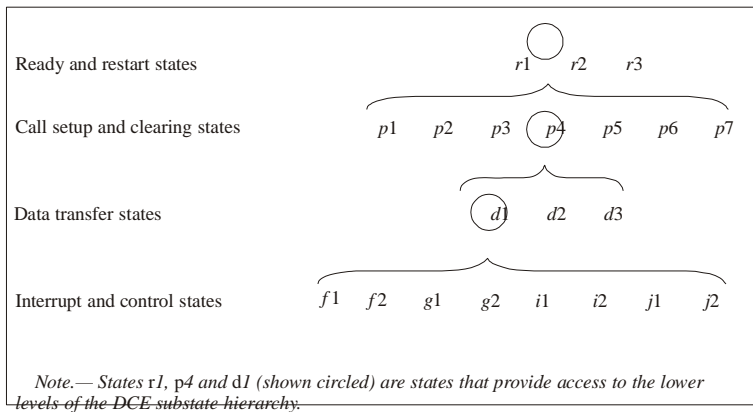 Ready and restart states r1 r2 r3
Call setup and clearing states p1 p2 p3 p4 p5 p6 p7
Data transfer states d1 d2 d3
Interrupt and control states f1 f2 g1 g2 i1 i2 j1 j2
Note.— States r1, p4 and d1 (shown circled) are states that provide access to the lower
levels of the DCE substate hierarchy.